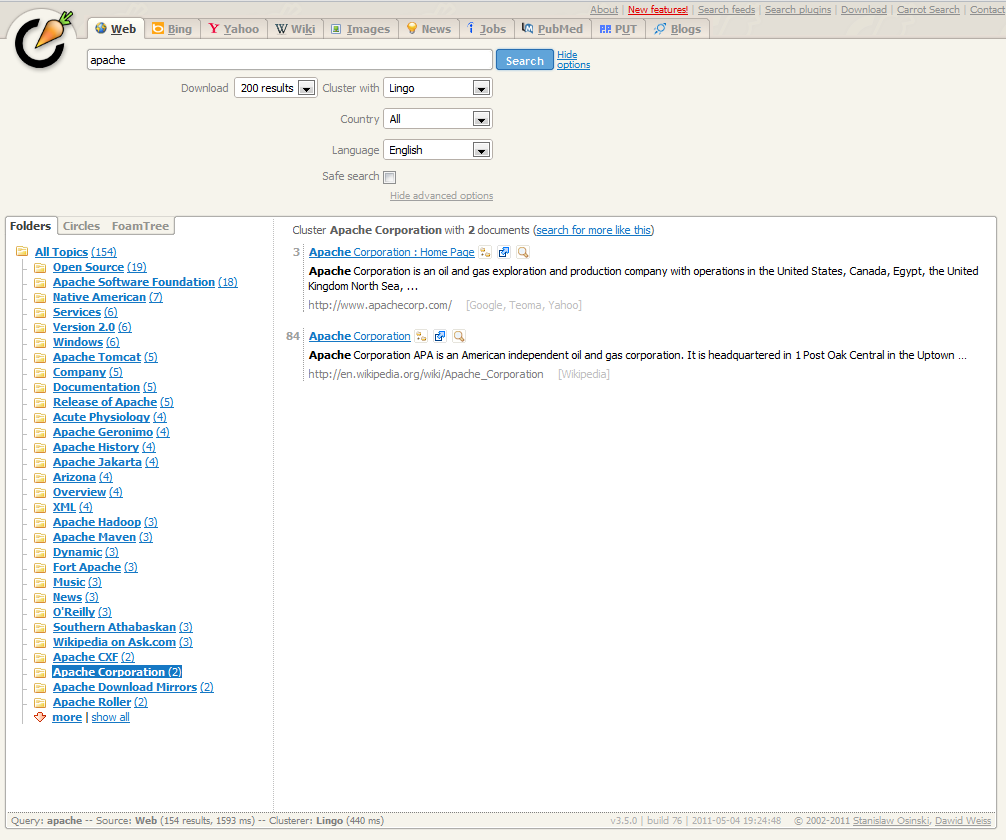 About | New features! | Search feeds | Search plugins | Download | Carrot Search | Contact
Web Bing Yahoo Wiki Images News Jobs PubMed PUT Blogs
apache Search Hide options
Download 200 results Cluster with Lingo
Country All
Language English
Safe search
Hide advanced options
Folders Circles FoamTree
All Topics (154)
Open Source (19)
Apache Software Foundation (18)
Native American (7)
Services (6)
Version 2.0 (6)
Windows (6)
Apache Tomcat (5)
Company (5)
Documentation (5)
Release of Apache (5)
Acute Physiology (4)
Apache Geronimo (4)
Apache History (4)
Apache Jakarta (4)
Arizona (4)
Overview (4)
XML (4)
Apache Hadoop (3)
Apache Maven (3)
Dynamic (3)
Fort Apache (3)
Music (3)
News (3)
O'Reilly (3)
Southern Athabaskan (3)
Wikipedia on Ask.com (3)
Apache CXF (2)
Apache Corporation (2)
Apache Download Mirrors (2)
Apache Roller (2)
more | show all
Cluster Apache Corporation with 2 documents (search for more like this)
3 Apache Corporation : Home Page
Apache Corporation is an oil and gas exploration and production company with operations in the United States, Canada, Egypt, the United
Kingdom North Sea, ...
http://www.apachecorp.com/ [Google, Teoma, Yahoo]
84 Apache Corporation
Apache Corporation APA is an American independent oil and gas corporation. It is headquartered in 1 Post Oak Central in the Uptown ...
http://en.wikipedia.org/wiki/Apache_Corporation [Wikipedia]
Query: apache -- Source: Web (154 results, 1593 ms) -- Clusterer: Lingo (440 ms)
v3.5.0 | build 76 | 2011-05-04 19:24:48 © 2002-2011 Stanislaw Osinski, Dawid Weiss